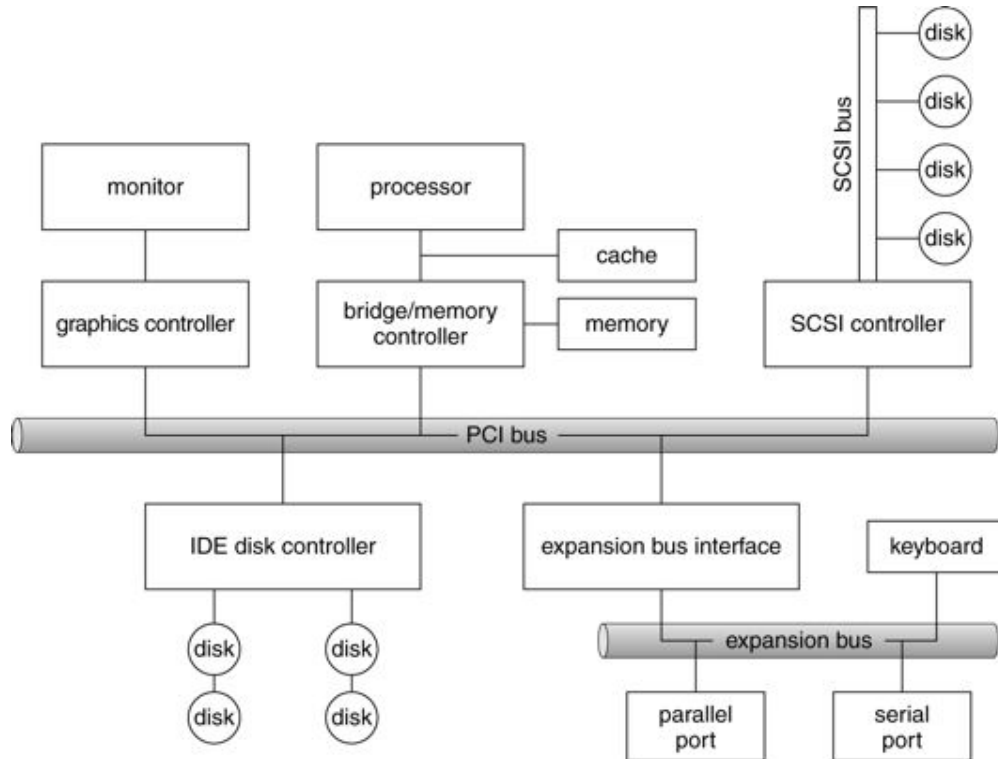 disk
disk
disk
disk
SCSI bus
monitor
processor
cache
graphics controller
bridge/memory
controller
memory
SCSI controller
PCI bus
IDE disk controller
expansion bus interface
keyboard
disk
disk
disk
disk
expansion bus
parallel
port
serial
port